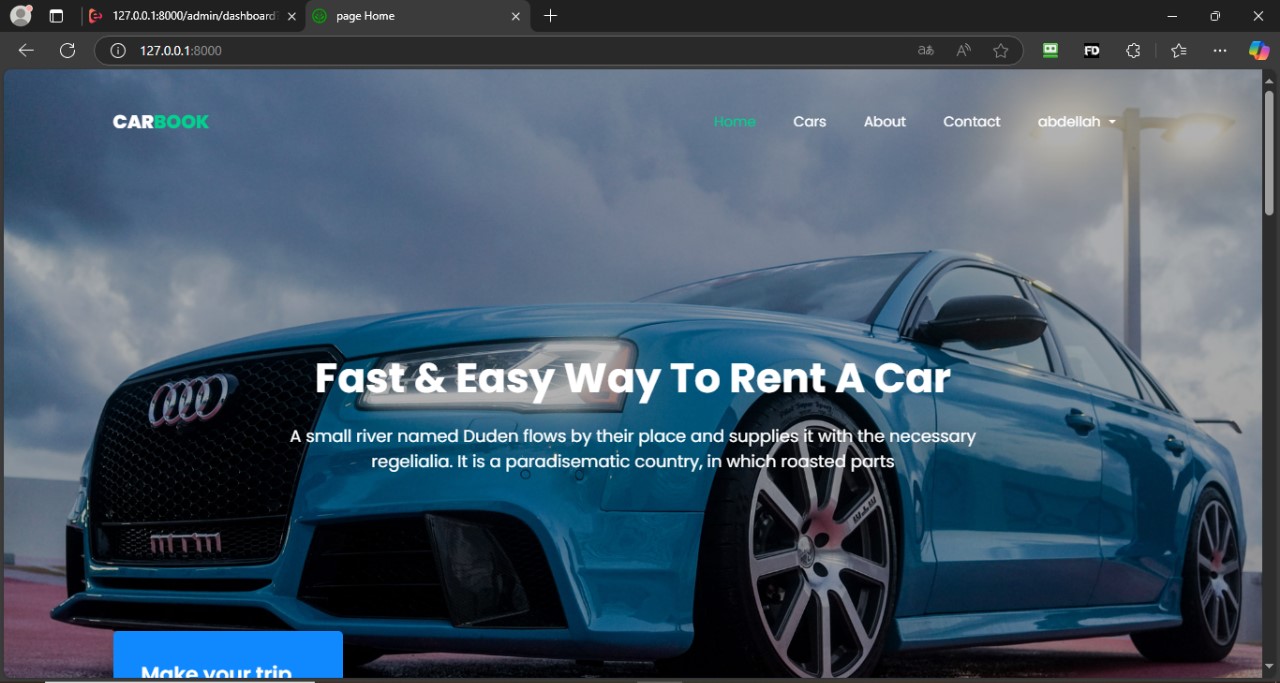 127.0.0.1:8000/admin/dashboard
page Home
127.0.0.1:8000
FD
CARBOOK
Home
Cars
About
Contact
abdellah
Fast & Easy Way To Rent A Car
A small river named Duden flows by their place and supplies it with the necessary
regelialia. It is a paradisematic country, in which roasted parts
Make your trip